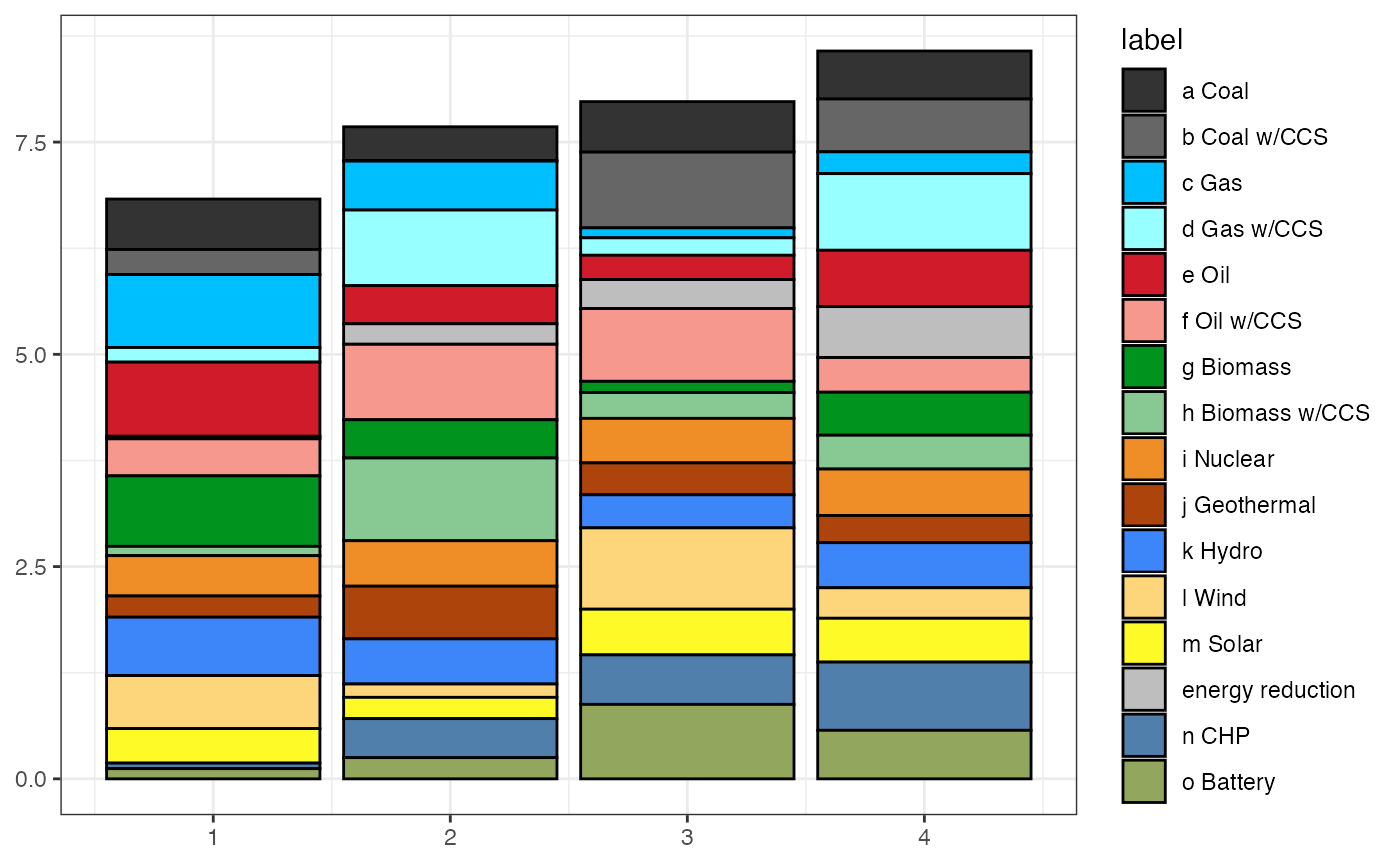 label
a Coal
b Coal w/CCS
c Gas
d Gas w/CCS
e Oil
f Oil w/CCS
g Biomass
h Biomass w/CCS
i Nuclear
j Geothermal
k Hydro
l Wind
m Solar
energy reduction
n CHP
o Battery
7.5
5.0
2.5
0.0
1 2 3 4